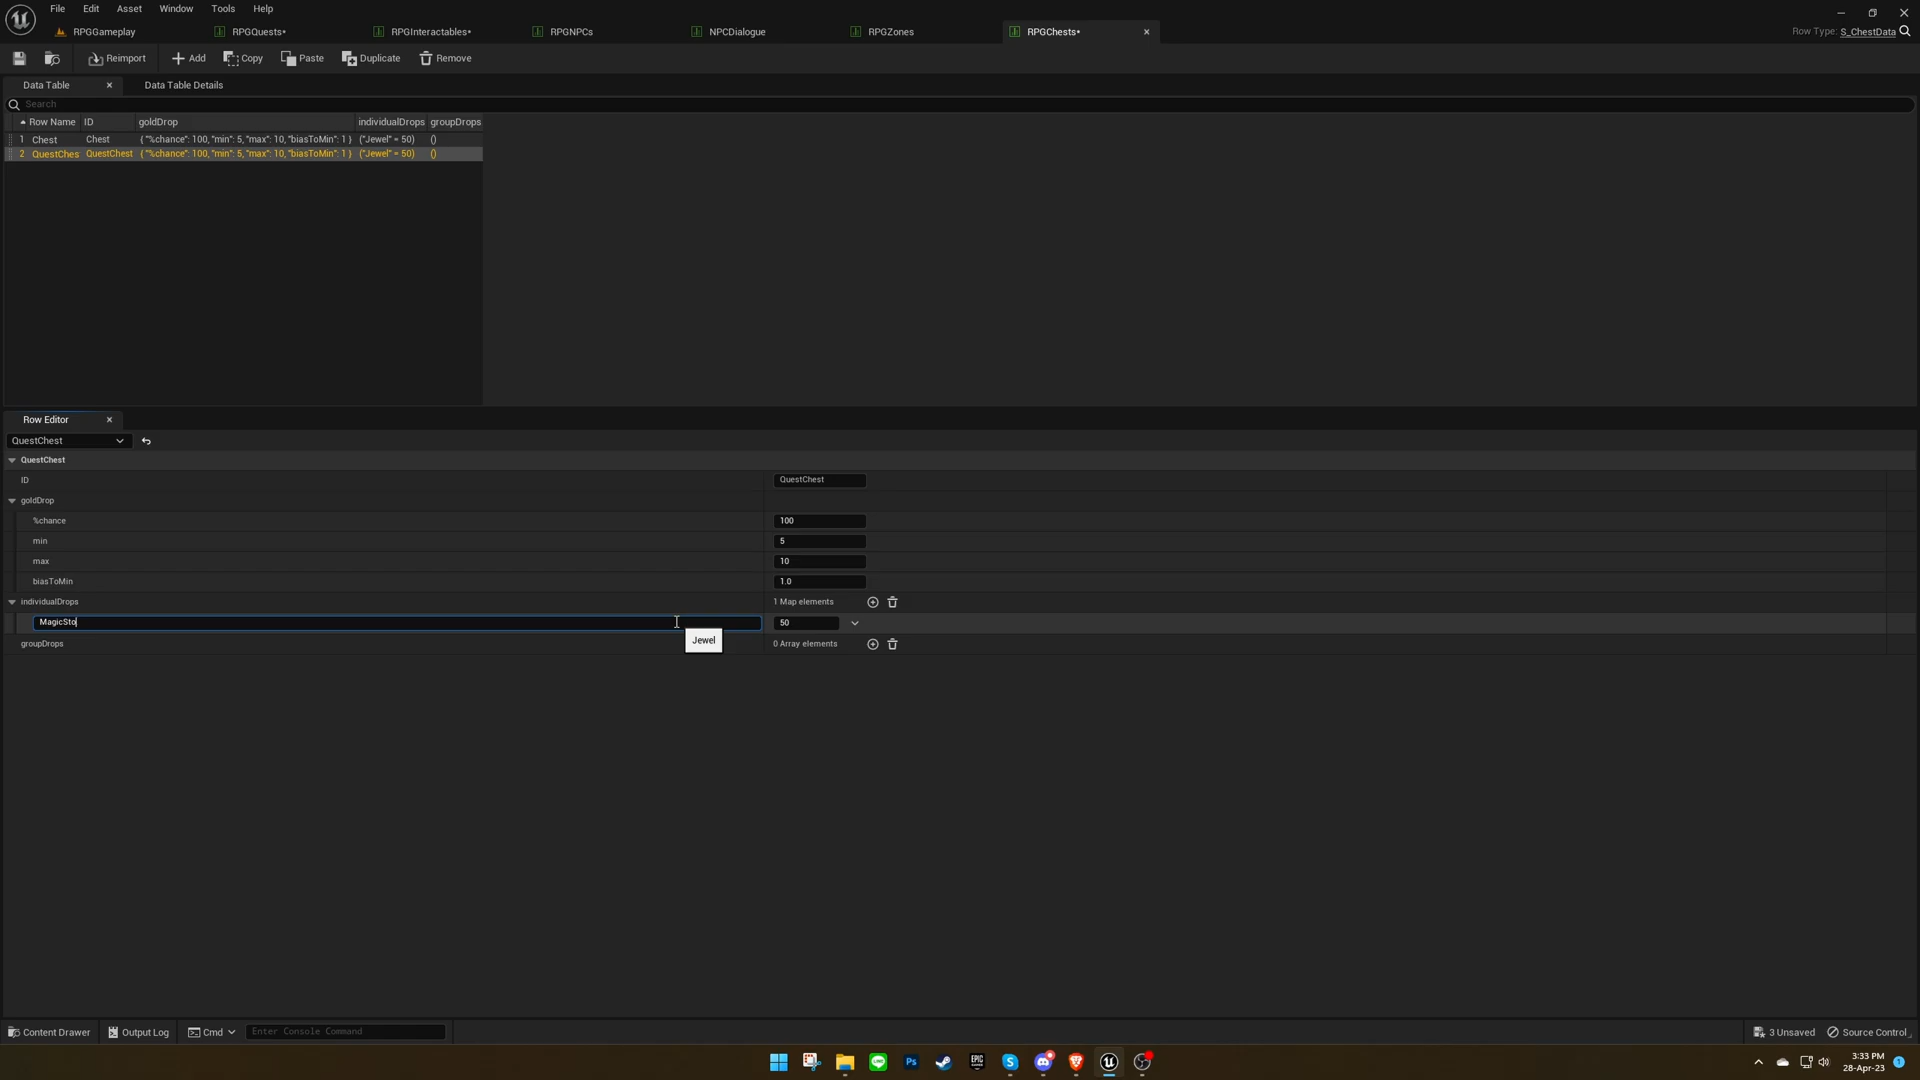 File Edit Asset Window Tools Help
RPGGameplay RPGQuests* RPGInteractables* RPGNPCs NPCDialogue RPGZones RPGChests* Row Type: S_ChestData
Reimport Add Copy Paste Duplicate Remove
Data Table Data Table Details
Search
Row Name ID goldDrop individualDrops groupDrops
1 Chest Chest { "%chance": 100, "min": 5, "max": 10, "biasToMin": 1 } ("Jewel" = 50) ()
2 QuestChes QuestChest { "%chance": 100, "min": 5, "max": 10, "biasToMin": 1 } ("Jewel" = 50) ()
Row Editor
QuestChest
QuestChest
ID QuestChest
goldDrop
%chance 100
min 5
max 10
biasToMin 1.0
individualDrops 1 Map elements
MagicSto 50
Jewel
groupDrops 0 Array elements
Content Drawer Output Log Cmd Enter Console Command 3 Unsaved Source Control
Ps EPIC GAMES 3:33 PM 1
28-Apr-23